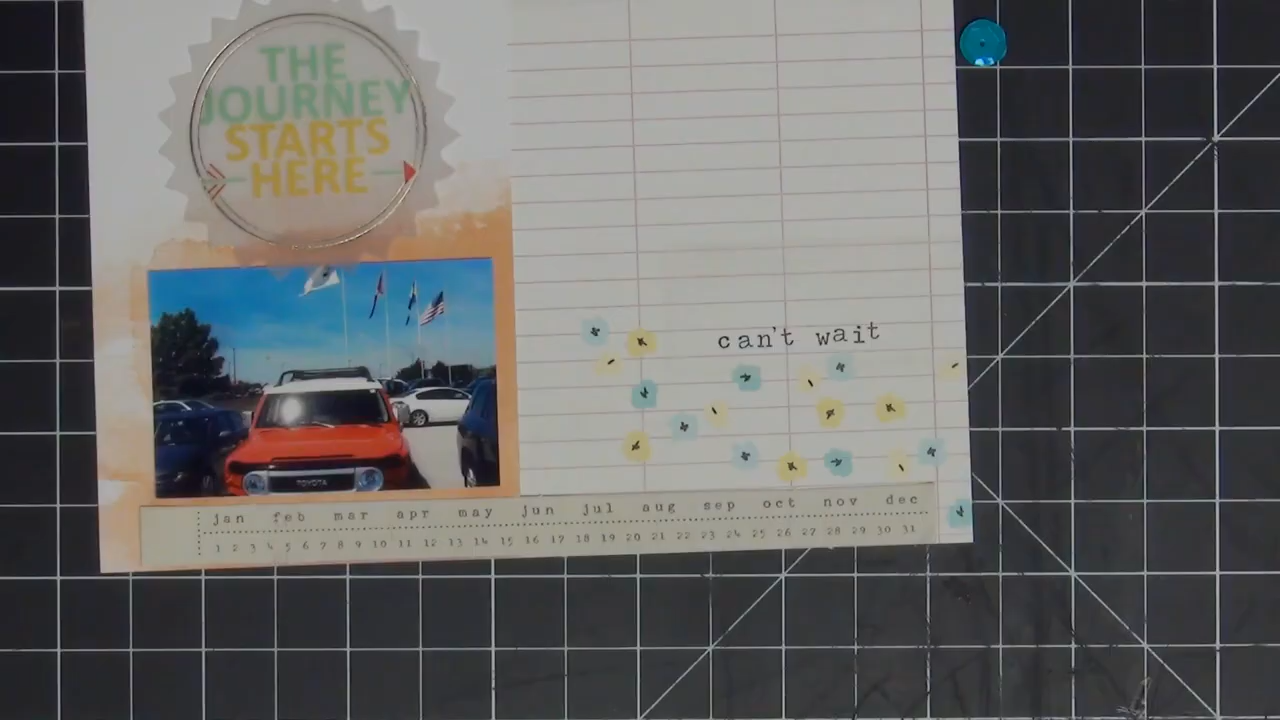 THE
JOURNEY
STARTS
HERE
can't wait
TOYOTA
jan feb mar apr may jun jul aug sep oct nov dec
1 2 3 4 5 6 7 8 9 10 11 12 13 14 15 16 17 18 19 20 21 22 23 24 25 26 27 28 29 30 31